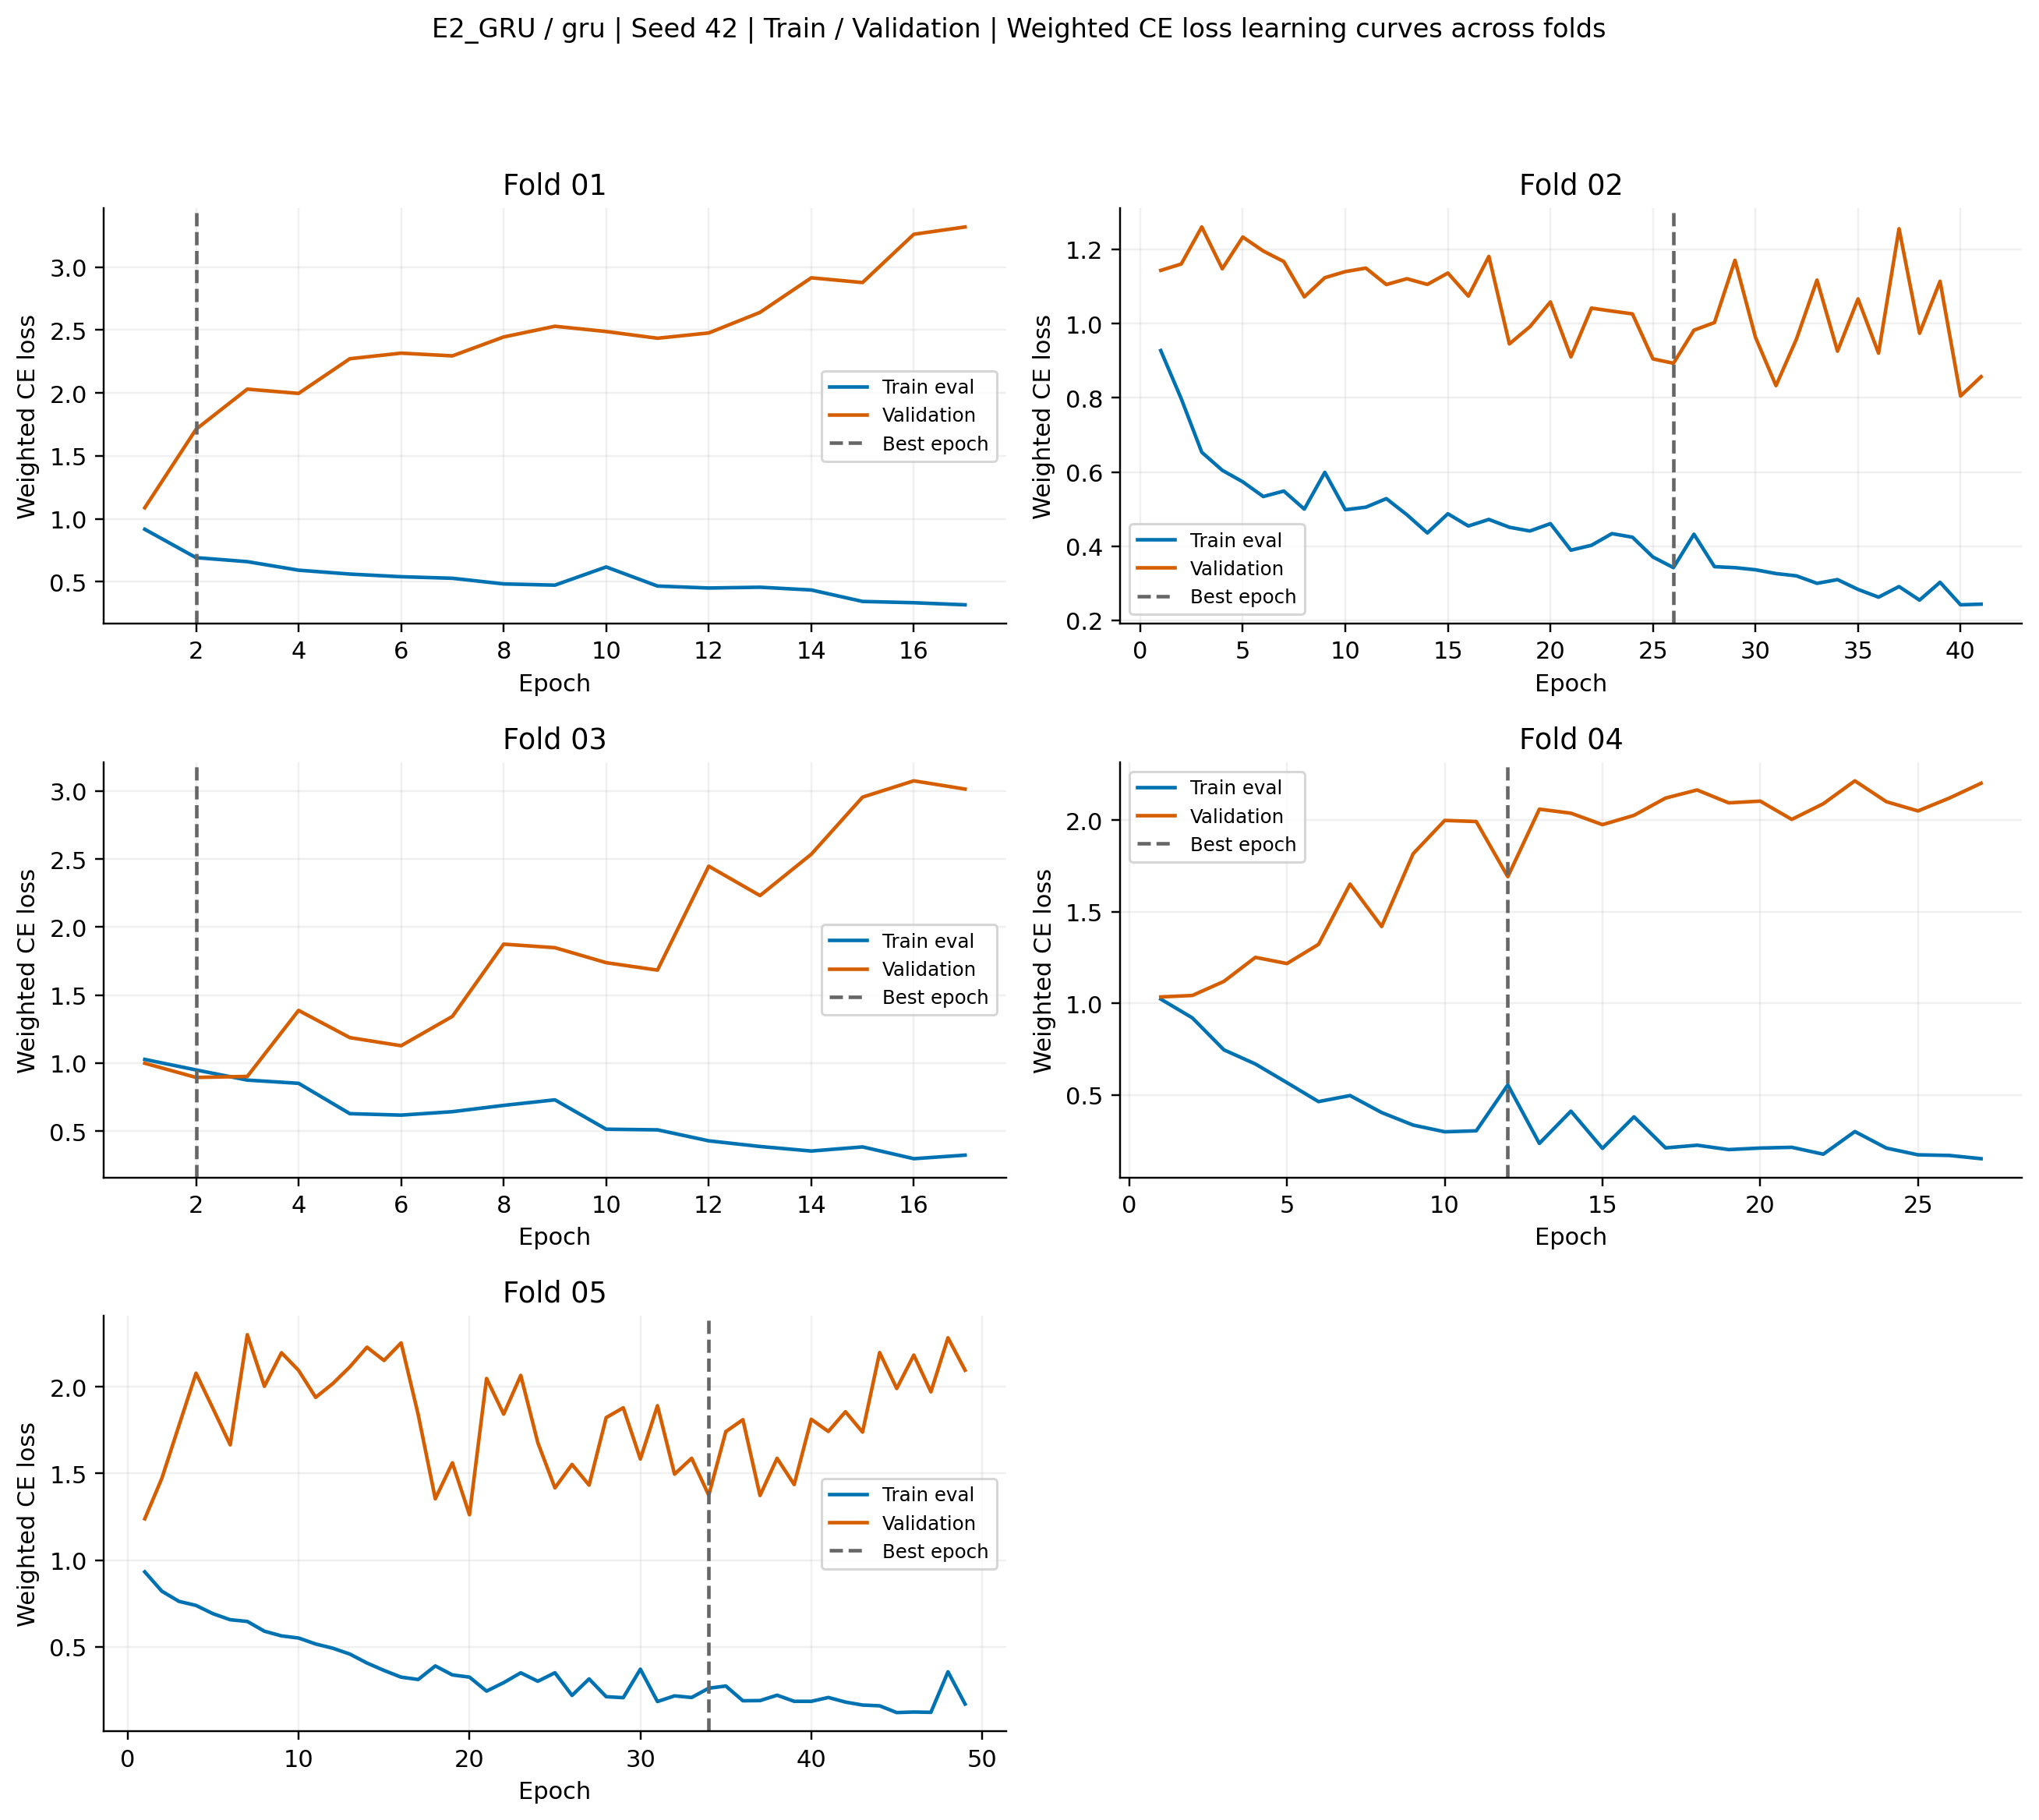 E2_GRU / gru | Seed 42 | Train / Validation | Weighted CE loss learning curves across folds
Fold 01
Weighted CE loss
3.0
2.5
2.0
1.5
1.0
0.5
Train eval
Validation
Best epoch
2 4 6 8 10 12 14 16
Epoch
Fold 02
Weighted CE loss
1.2
1.0
0.8
0.6
0.4
0.2
Train eval
Validation
Best epoch
0 5 10 15 20 25 30 35 40
Epoch
Fold 03
Weighted CE loss
3.0
2.5
2.0
1.5
1.0
0.5
Train eval
Validation
Best epoch
2 4 6 8 10 12 14 16
Epoch
Fold 04
Weighted CE loss
2.0
1.5
1.0
0.5
Train eval
Validation
Best epoch
0 5 10 15 20 25
Epoch
Fold 05
Weighted CE loss
2.0
1.5
1.0
0.5
Train eval
Validation
Best epoch
0 10 20 30 40 50
Epoch